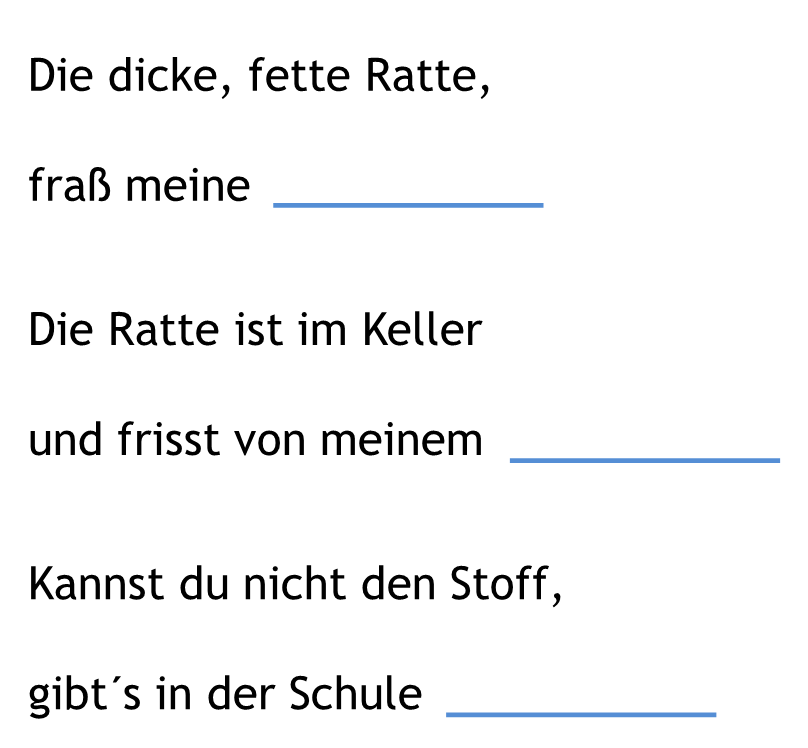 Die dicke, fette Ratte,
fraß meine
Die Ratte ist im Keller
und frisst von meinem
Kannst du nicht den Stoff,
gibt´s in der Schule